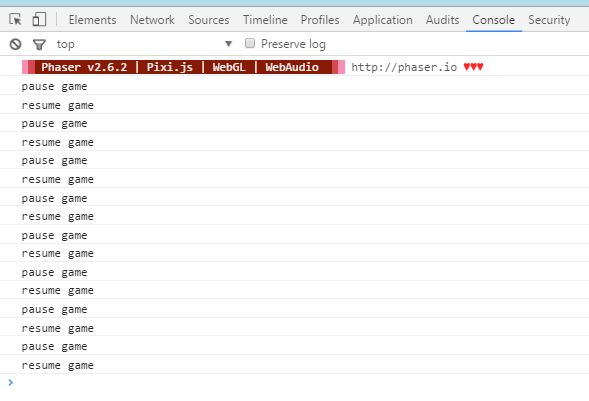 Elements Network Sources Timeline Profiles Application Audits Console Security
top ▼ Preserve log
Phaser v2.6.2 | Pixi.js | WebGL | WebAudio http://phaser.io ♥♥♥
pause game
resume game
pause game
resume game
pause game
resume game
pause game
resume game
pause game
resume game
pause game
resume game
pause game
resume game
pause game
resume game
>